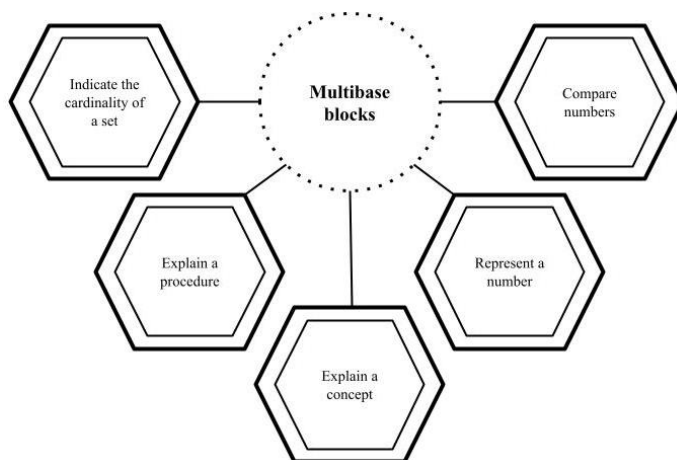 Indicate the
cardinality of
a set
Multibase
blocks
Compare
numbers
Explain a
procedure
Represent a
number
Explain a
concept